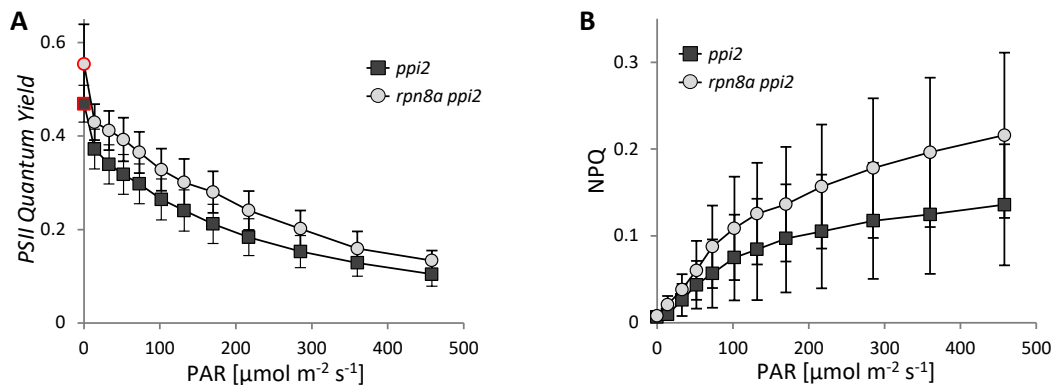 A
PSII Quantum Yield
0.6
0.4
0.2
0
ppi2
rpn8a ppi2
0 100 200 300 400 500
PAR [µmol m⁻² s⁻¹]
B
NPQ
0.3
0.2
0.1
0
ppi2
rpn8a ppi2
0 100 200 300 400 500
PAR [µmol m⁻² s⁻¹]